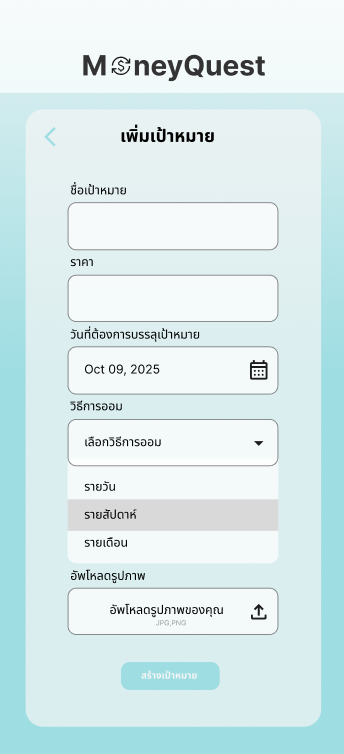 MoneyQuest
เพิ่มเป้าหมาย
ชื่อเป้าหมาย
ราคา
วันที่ต้องการบรรลุเป้าหมาย
Oct 09, 2025
วิธีการออม
เลือกวิธีการออม
รายวัน
รายสัปดาห์
รายเดือน
อัพโหลดรูปภาพ
อัพโหลดรูปภาพของคุณ
JPG,PNG
สร้างเป้าหมาย